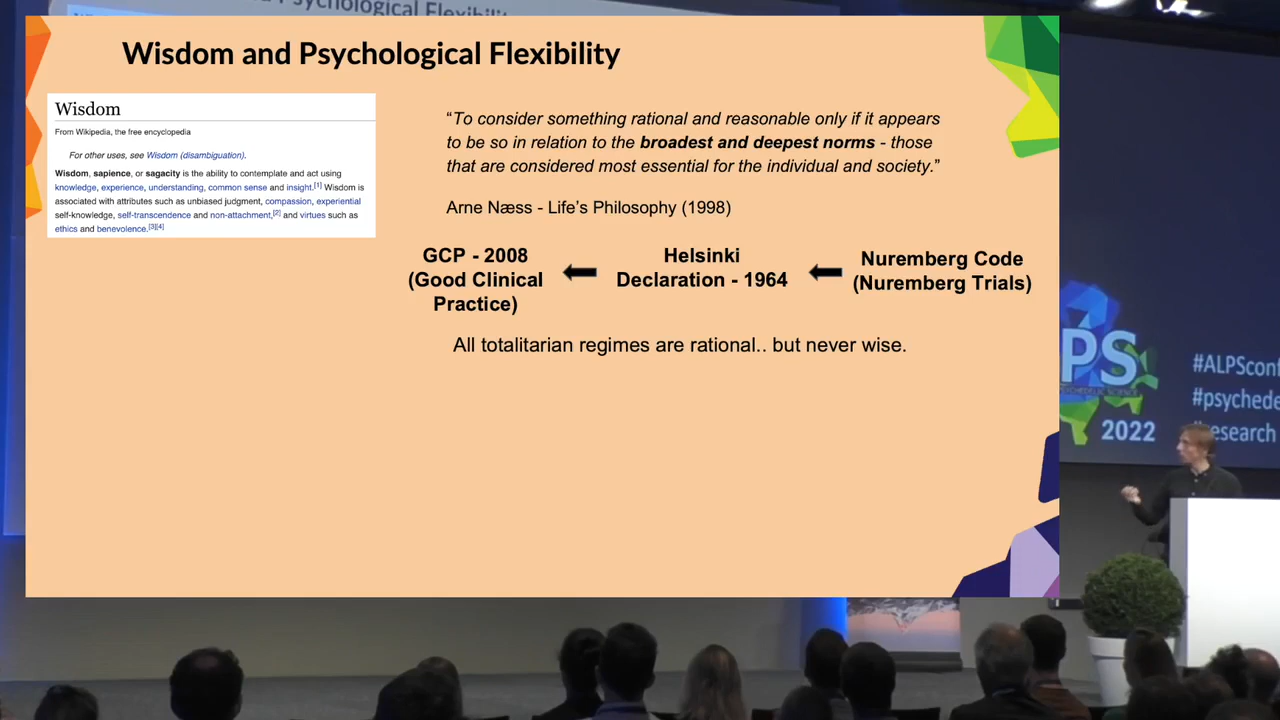 Wisdom and Psychological Flexibility
Wisdom
From Wikipedia, the free encyclopedia
For other uses, see Wisdom (disambiguation).
Wisdom, sapience, or sagacity is the ability to contemplate and act using
knowledge, experience, understanding, common sense and insight.[1] Wisdom is
associated with attributes such as unbiased judgment, compassion, experiential
self-knowledge, self-transcendence and non-attachment,[2] and virtues such as
ethics and benevolence.[3][4]
“To consider something rational and reasonable only if it appears
to be so in relation to the broadest and deepest norms - those
that are considered most essential for the individual and society.”
Arne Næss - Life’s Philosophy (1998)
GCP - 2008
(Good Clinical
Practice)
Helsinki
Declaration - 1964
Nuremberg Code
(Nuremberg Trials)
All totalitarian regimes are rational.. but never wise.
PS
2022
#ALPSconf
#psychede
#research